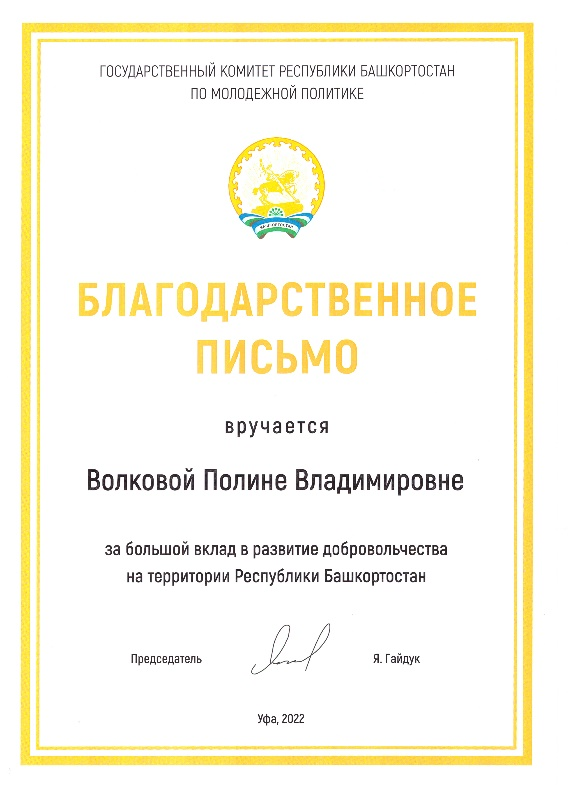 ГОСУДАРСТВЕННЫЙ КОМИТЕТ РЕСПУБЛИКИ БАШКОРТОСТАН
ПО МОЛОДЕЖНОЙ ПОЛИТИКЕ
БАШҠОРТОСТАН
БЛАГОДАРСТВЕННОЕ
ПИСЬМО
вручается
Волковой Полине Владимировне
за большой вклад в развитие добровольчества
на территории Республики Башкортостан
Председатель
Я. Гайдук
Уфа, 2022